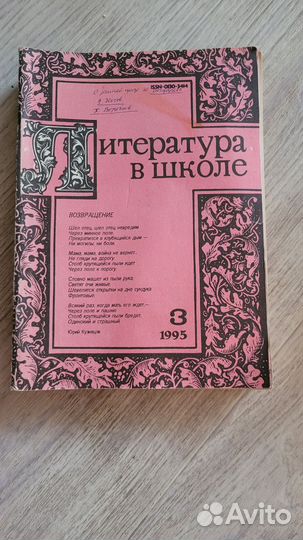 ISSN-0130-3414
Литература
в школе
ВОЗВРАЩЕНИЕ
Шел отец, шел отец невредим
Через минное поле.
Превратился в клубящийся дым —
Ни могилы, ни боли.
Мама, мама, война не вернет..
Не гляди на дорогу.
Столб крутящейся пыли идет
Через поле к порогу.
Словно машет из пыли рука,
Светят очи живые.
Шевелятся открытки на дне сундука
Фронтовые.
Всякий раз, когда мать его ждет,—
Через поле и пашню
Столб крутящейся пыли бредет,
Одинокий и страшный.
Юрий Кузнецов
3
1995
Avito